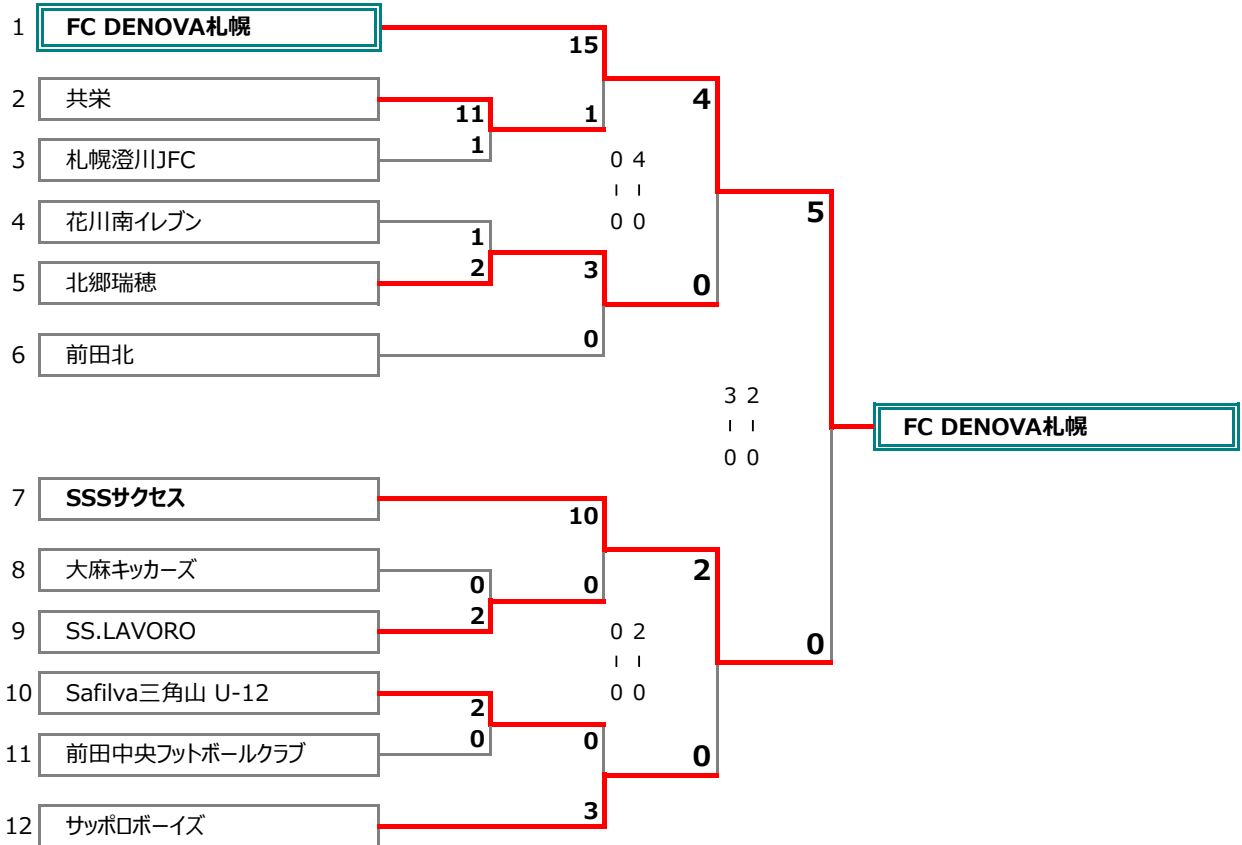 1 FC DENOVA札幌
15
2 共栄
11 1 4
1
3 札幌澄川JFC
0 4
ー ー
0 0
4 花川南イレブン
1
5
2 3 0
5 北郷瑞穂
0
6 前田北
3 2
ー ー
0 0
FC DENOVA札幌
7 SSSサクセス
10
8 大麻キッカーズ
0 0 2
2
9 SS.LAVORO
0 2
ー ー
0 0
0
10 Safilva三角山 U-12
2
0 0 0
11 前田中央フットボールクラブ
3
12 サッポロボーイズ